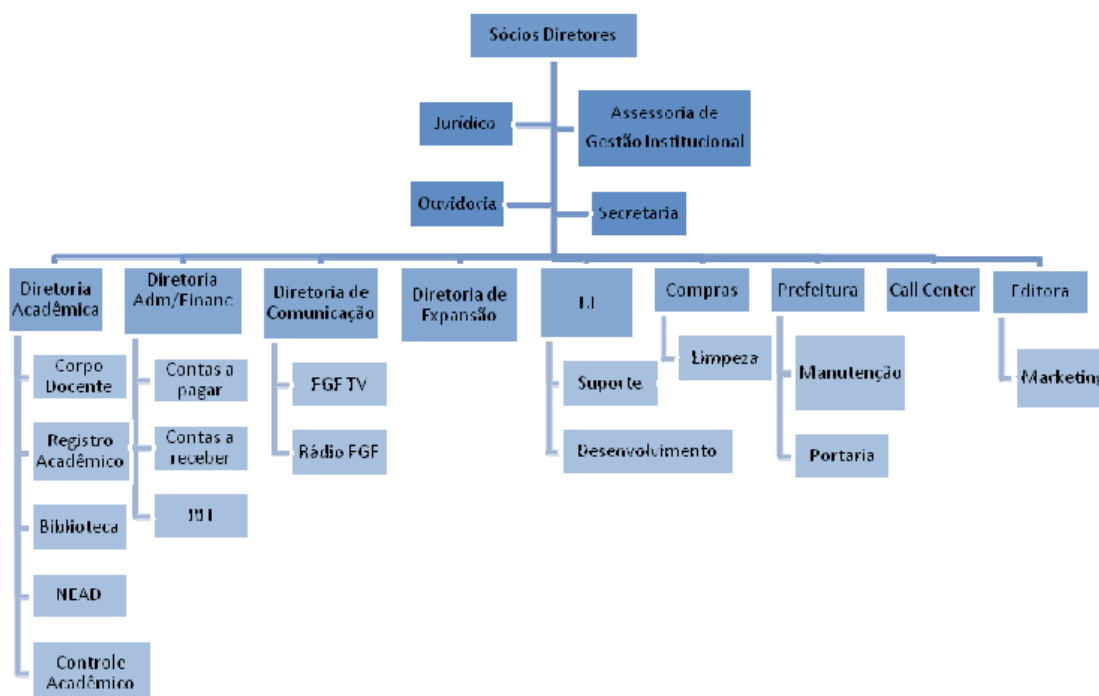 Sócios Diretores
Jurídico
Assessoria de
Gestão Institucional
Ouvidoria
Secretaria
Diretoria
Acadêmica
Diretoria
Adm/Financ
Diretoria de
Comunicação
Diretoria de
Expansão
Compras
Prefeitura
Call Center
Editora
Corpo
Docente
Registro
Acadêmico
Biblioteca
NEAD
Controle
Acadêmico
Contas a
pagar
Contas a
receber
FGF TV
Rádio FGF
Suporte
Desenvolvimento
Limpeza
Manutenção
Portaria
Marketing